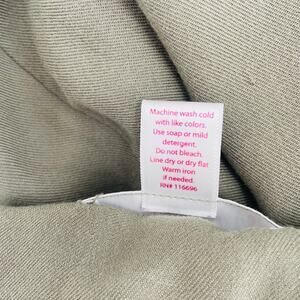 Machine wash cold
with like colors.
Use soap or mild
detergent.
Do not bleach.
Line dry or dry flat
Warm iron
if needed.
RN# 116696